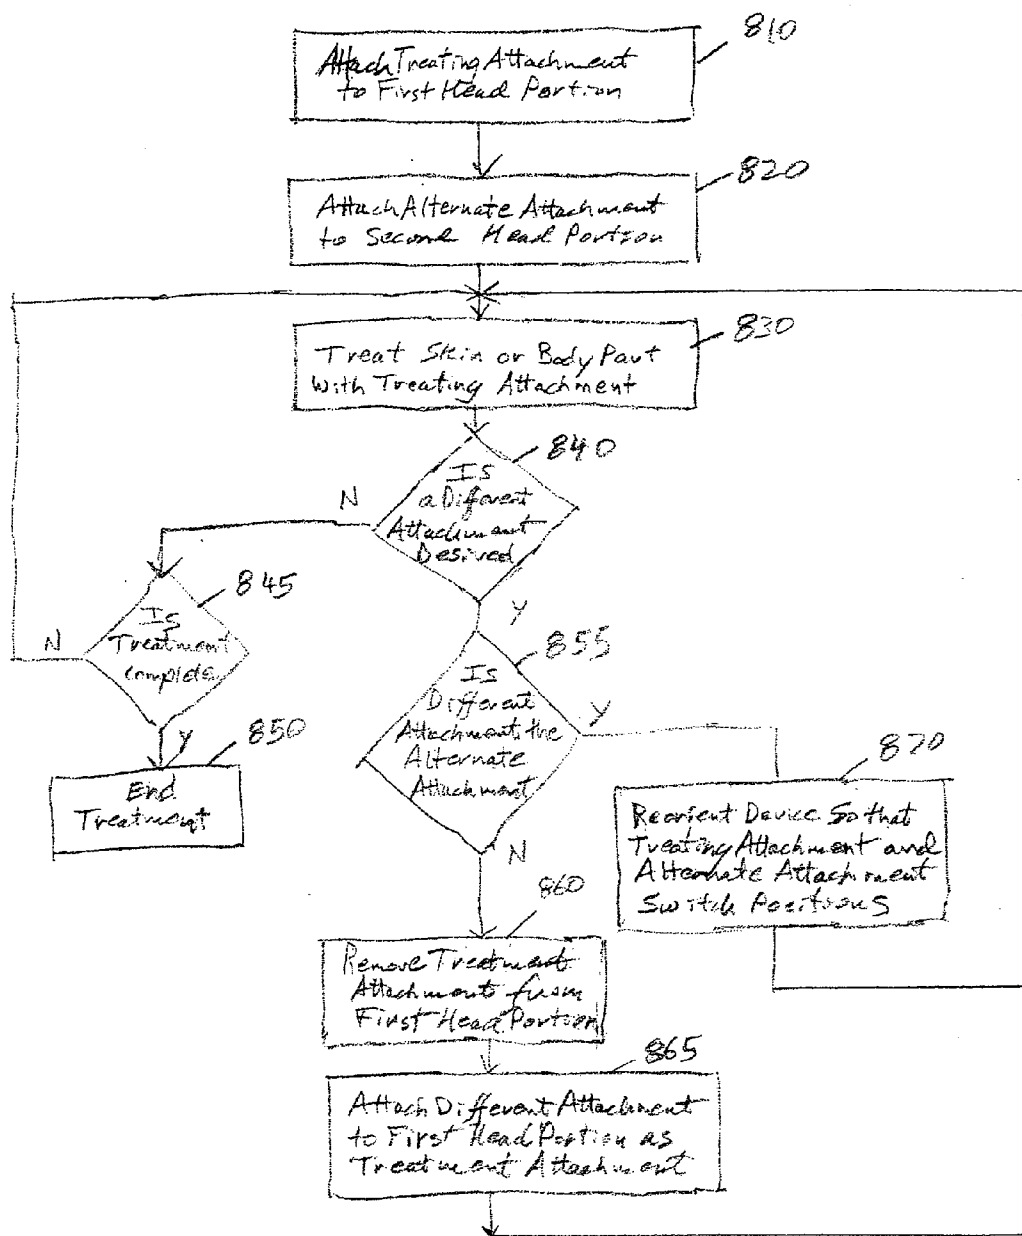 810
Attach Treating Attachment
to First Head Portion
820
Attach Alternate Attachment
to Second Head Portion
830
Treat Skin or Body Part
with Treating Attachment
840
Is
a Different
Attachment
Desired
N
Y
845
Is
Treatment
Complete
N
Y
850
End
Treatment
855
Is
Different
Attachment the
Alternate
Attachment
Y
N
870
Reorient Device So that
Treating Attachment and
Alternate Attachment
Switch Positions
860
Remove Treatment
Attachment from
First Head Portion
865
Attach Different Attachment
to First Head Portion as
Treatment Attachment